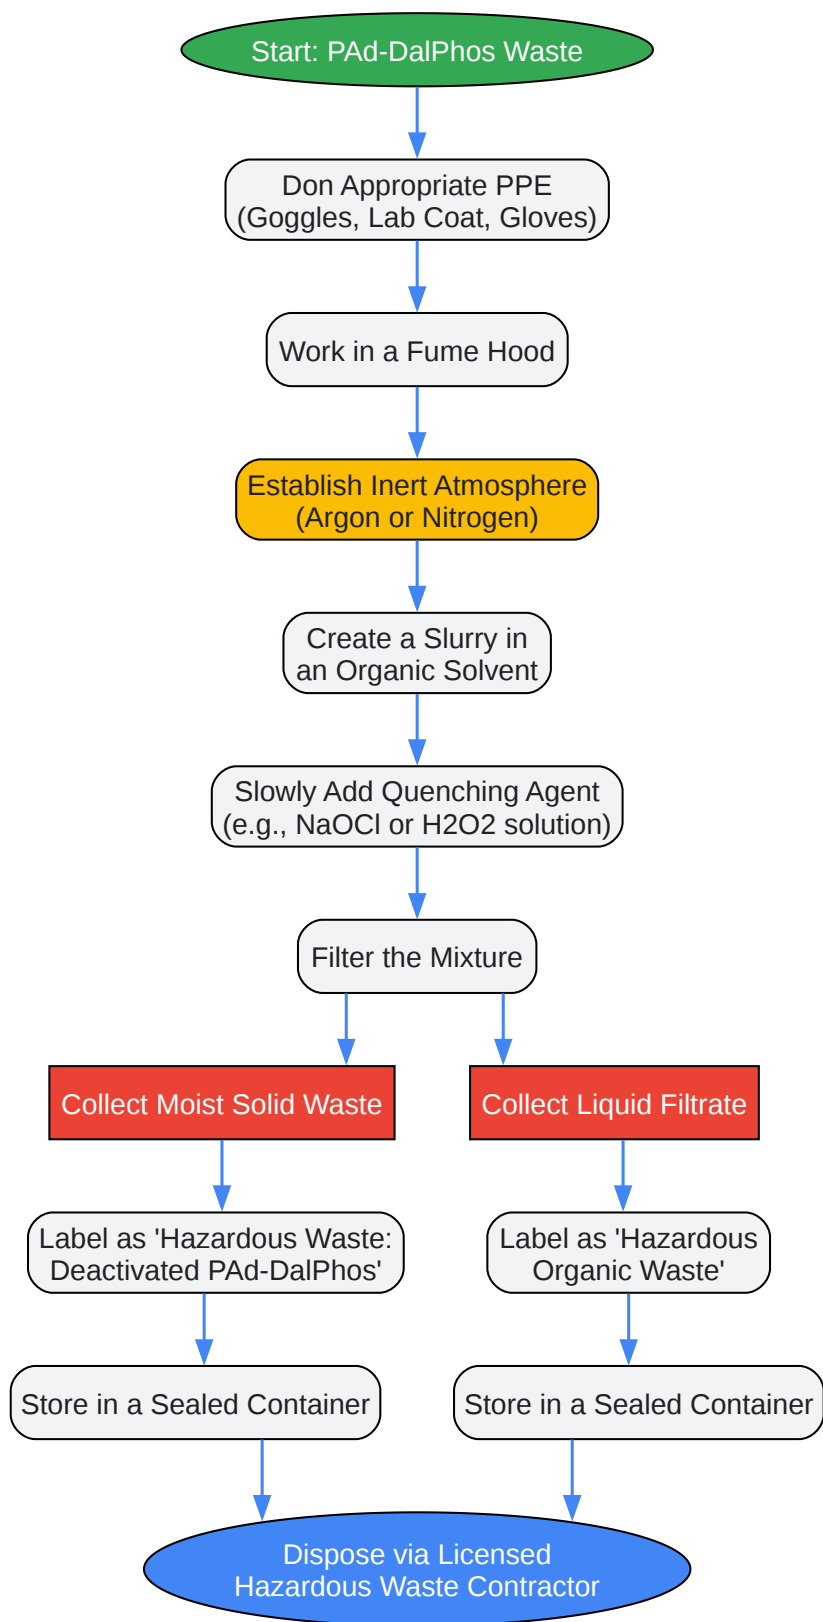 Start: PAd-DalPhos Waste
Don Appropriate PPE
(Goggles, Lab Coat, Gloves)
Work in a Fume Hood
Establish Inert Atmosphere
(Argon or Nitrogen)
Create a Slurry in
an Organic Solvent
Slowly Add Quenching Agent
(e.g., NaOCl or H2O2 solution)
Filter the Mixture
Collect Moist Solid Waste
Collect Liquid Filtrate
Label as 'Hazardous Waste:
Deactivated PAd-DalPhos'
Label as 'Hazardous
Organic Waste'
Store in a Sealed Container
Store in a Sealed Container
Dispose via Licensed
Hazardous Waste Contractor